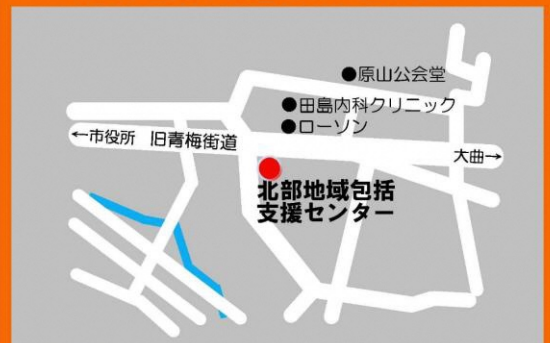 ●原山公会堂
●田島内科クリニック
●ローソン
←市役所 旧青梅街道
大曲→
北部地域包括
支援センター